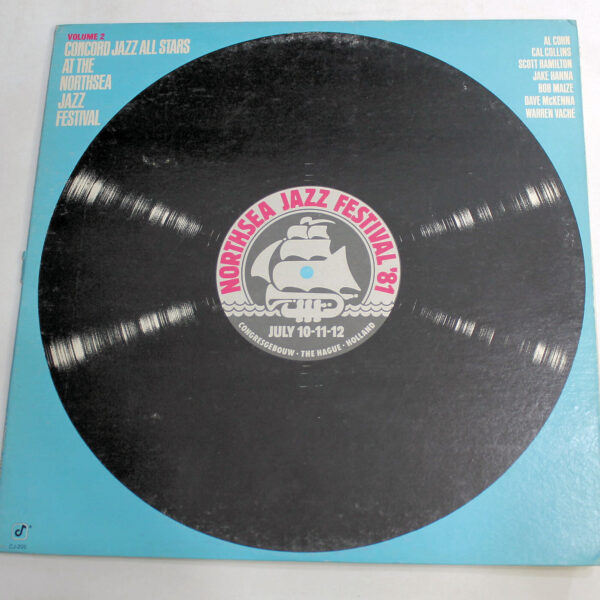 VOLUME 2
CONCORD JAZZ ALL STARS
AT THE
NORTHSEA
JAZZ
FESTIVAL
AL COHN
CAL COLLINS
SCOTT HAMILTON
JAKE HANNA
BOB MAIZE
DAVE McKENNA
WARREN VACHÉ
NORTHSEA JAZZ FESTIVAL '81
JULY 10-11-12
CONGRESGEBOUW • THE HAGUE • HOLLAND